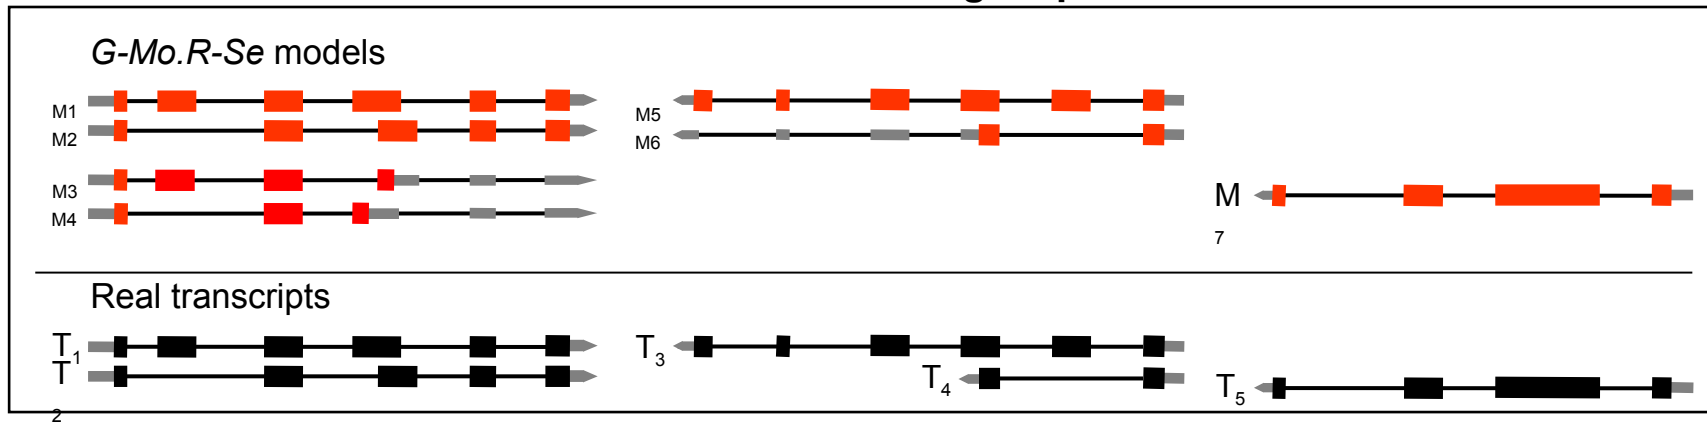 G-Mo.R-Se models
M1
M2
M3
M4
M5
M6
M
7
Real transcripts
T1
T
2
T3
T4
T5